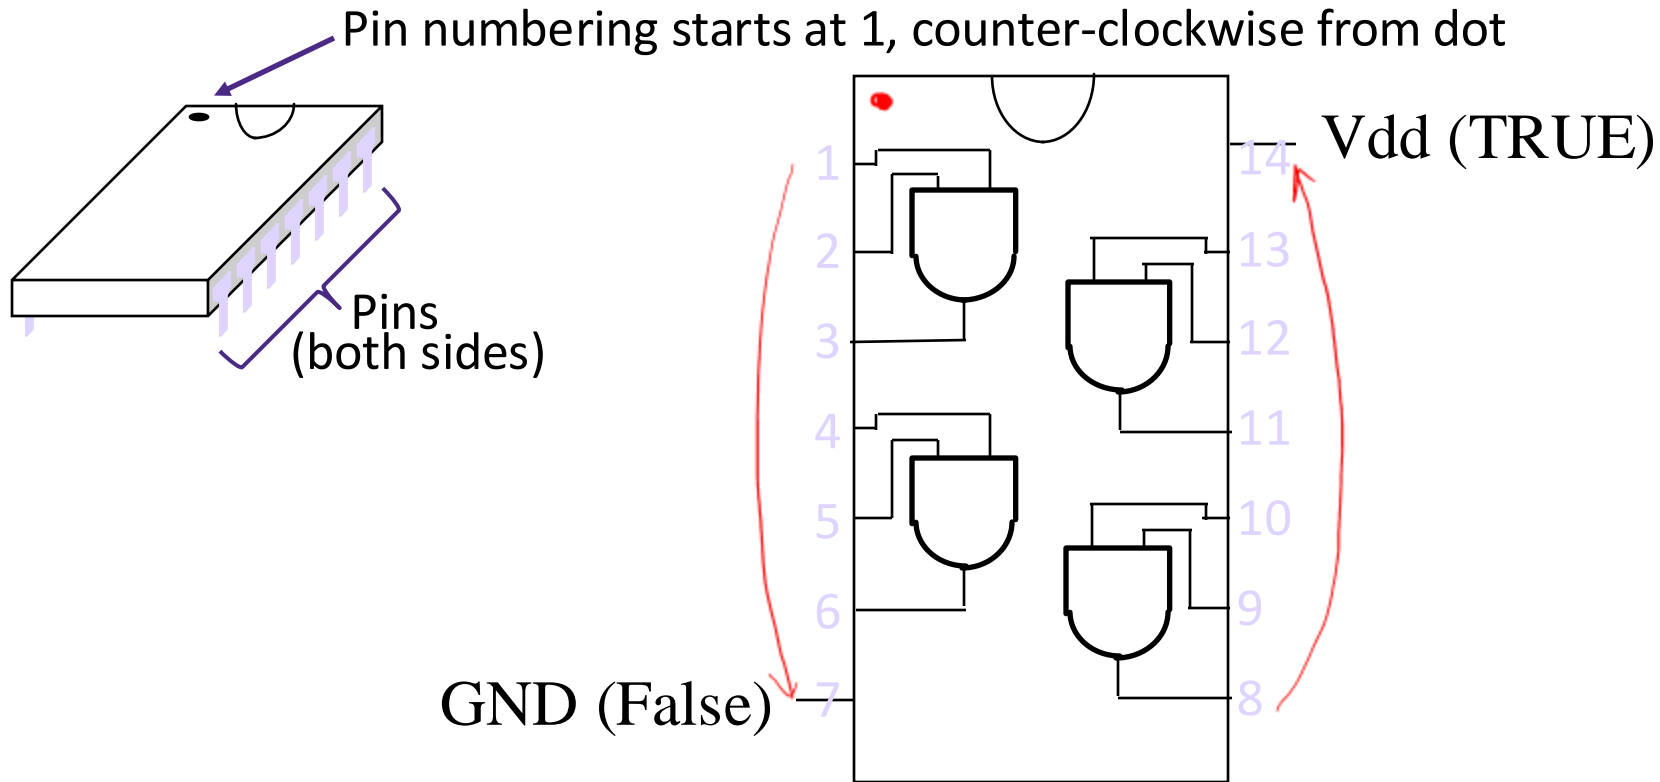 Pin numbering starts at 1, counter-clockwise from dot
Vdd (TRUE)
1
14
2
13
3
12
Pins
(both sides)
4
11
5
10
6
9
GND (False)
7
8